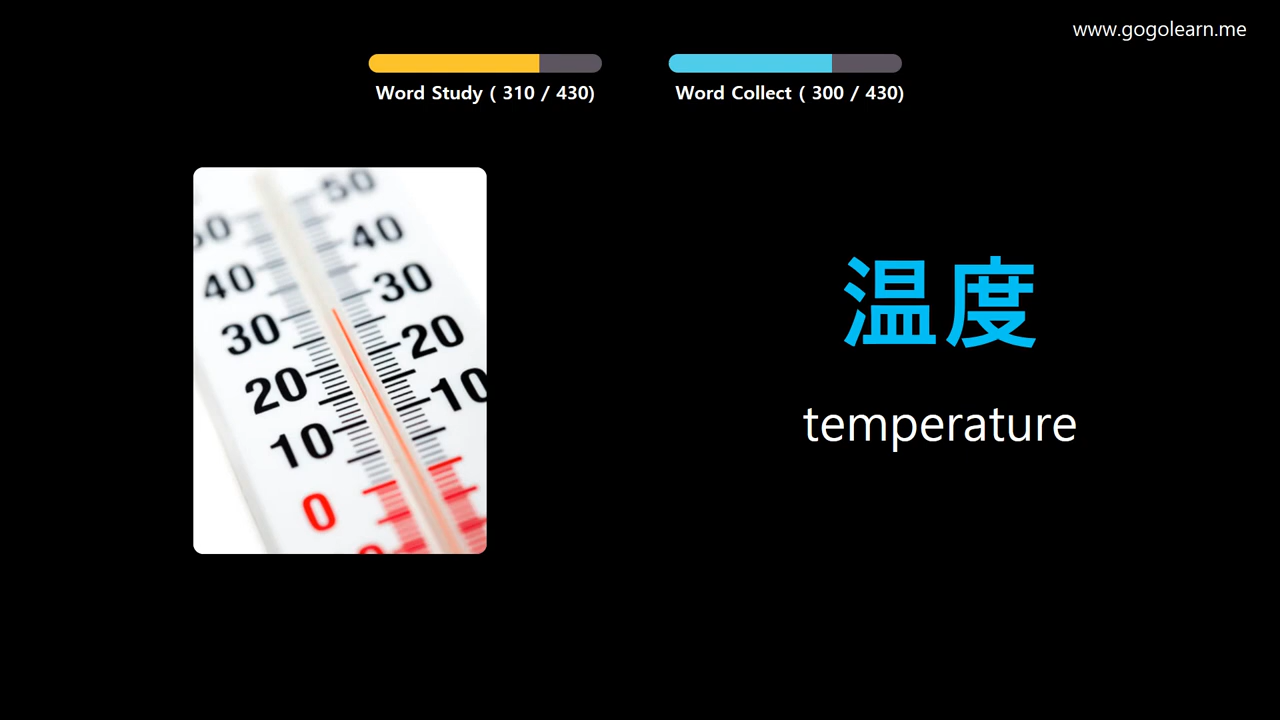 www.gogolearn.me
Word Study ( 310 / 430)
Word Collect ( 300 / 430)
50
50
40
40
30
30
20
20
10
10
0
温度
temperature